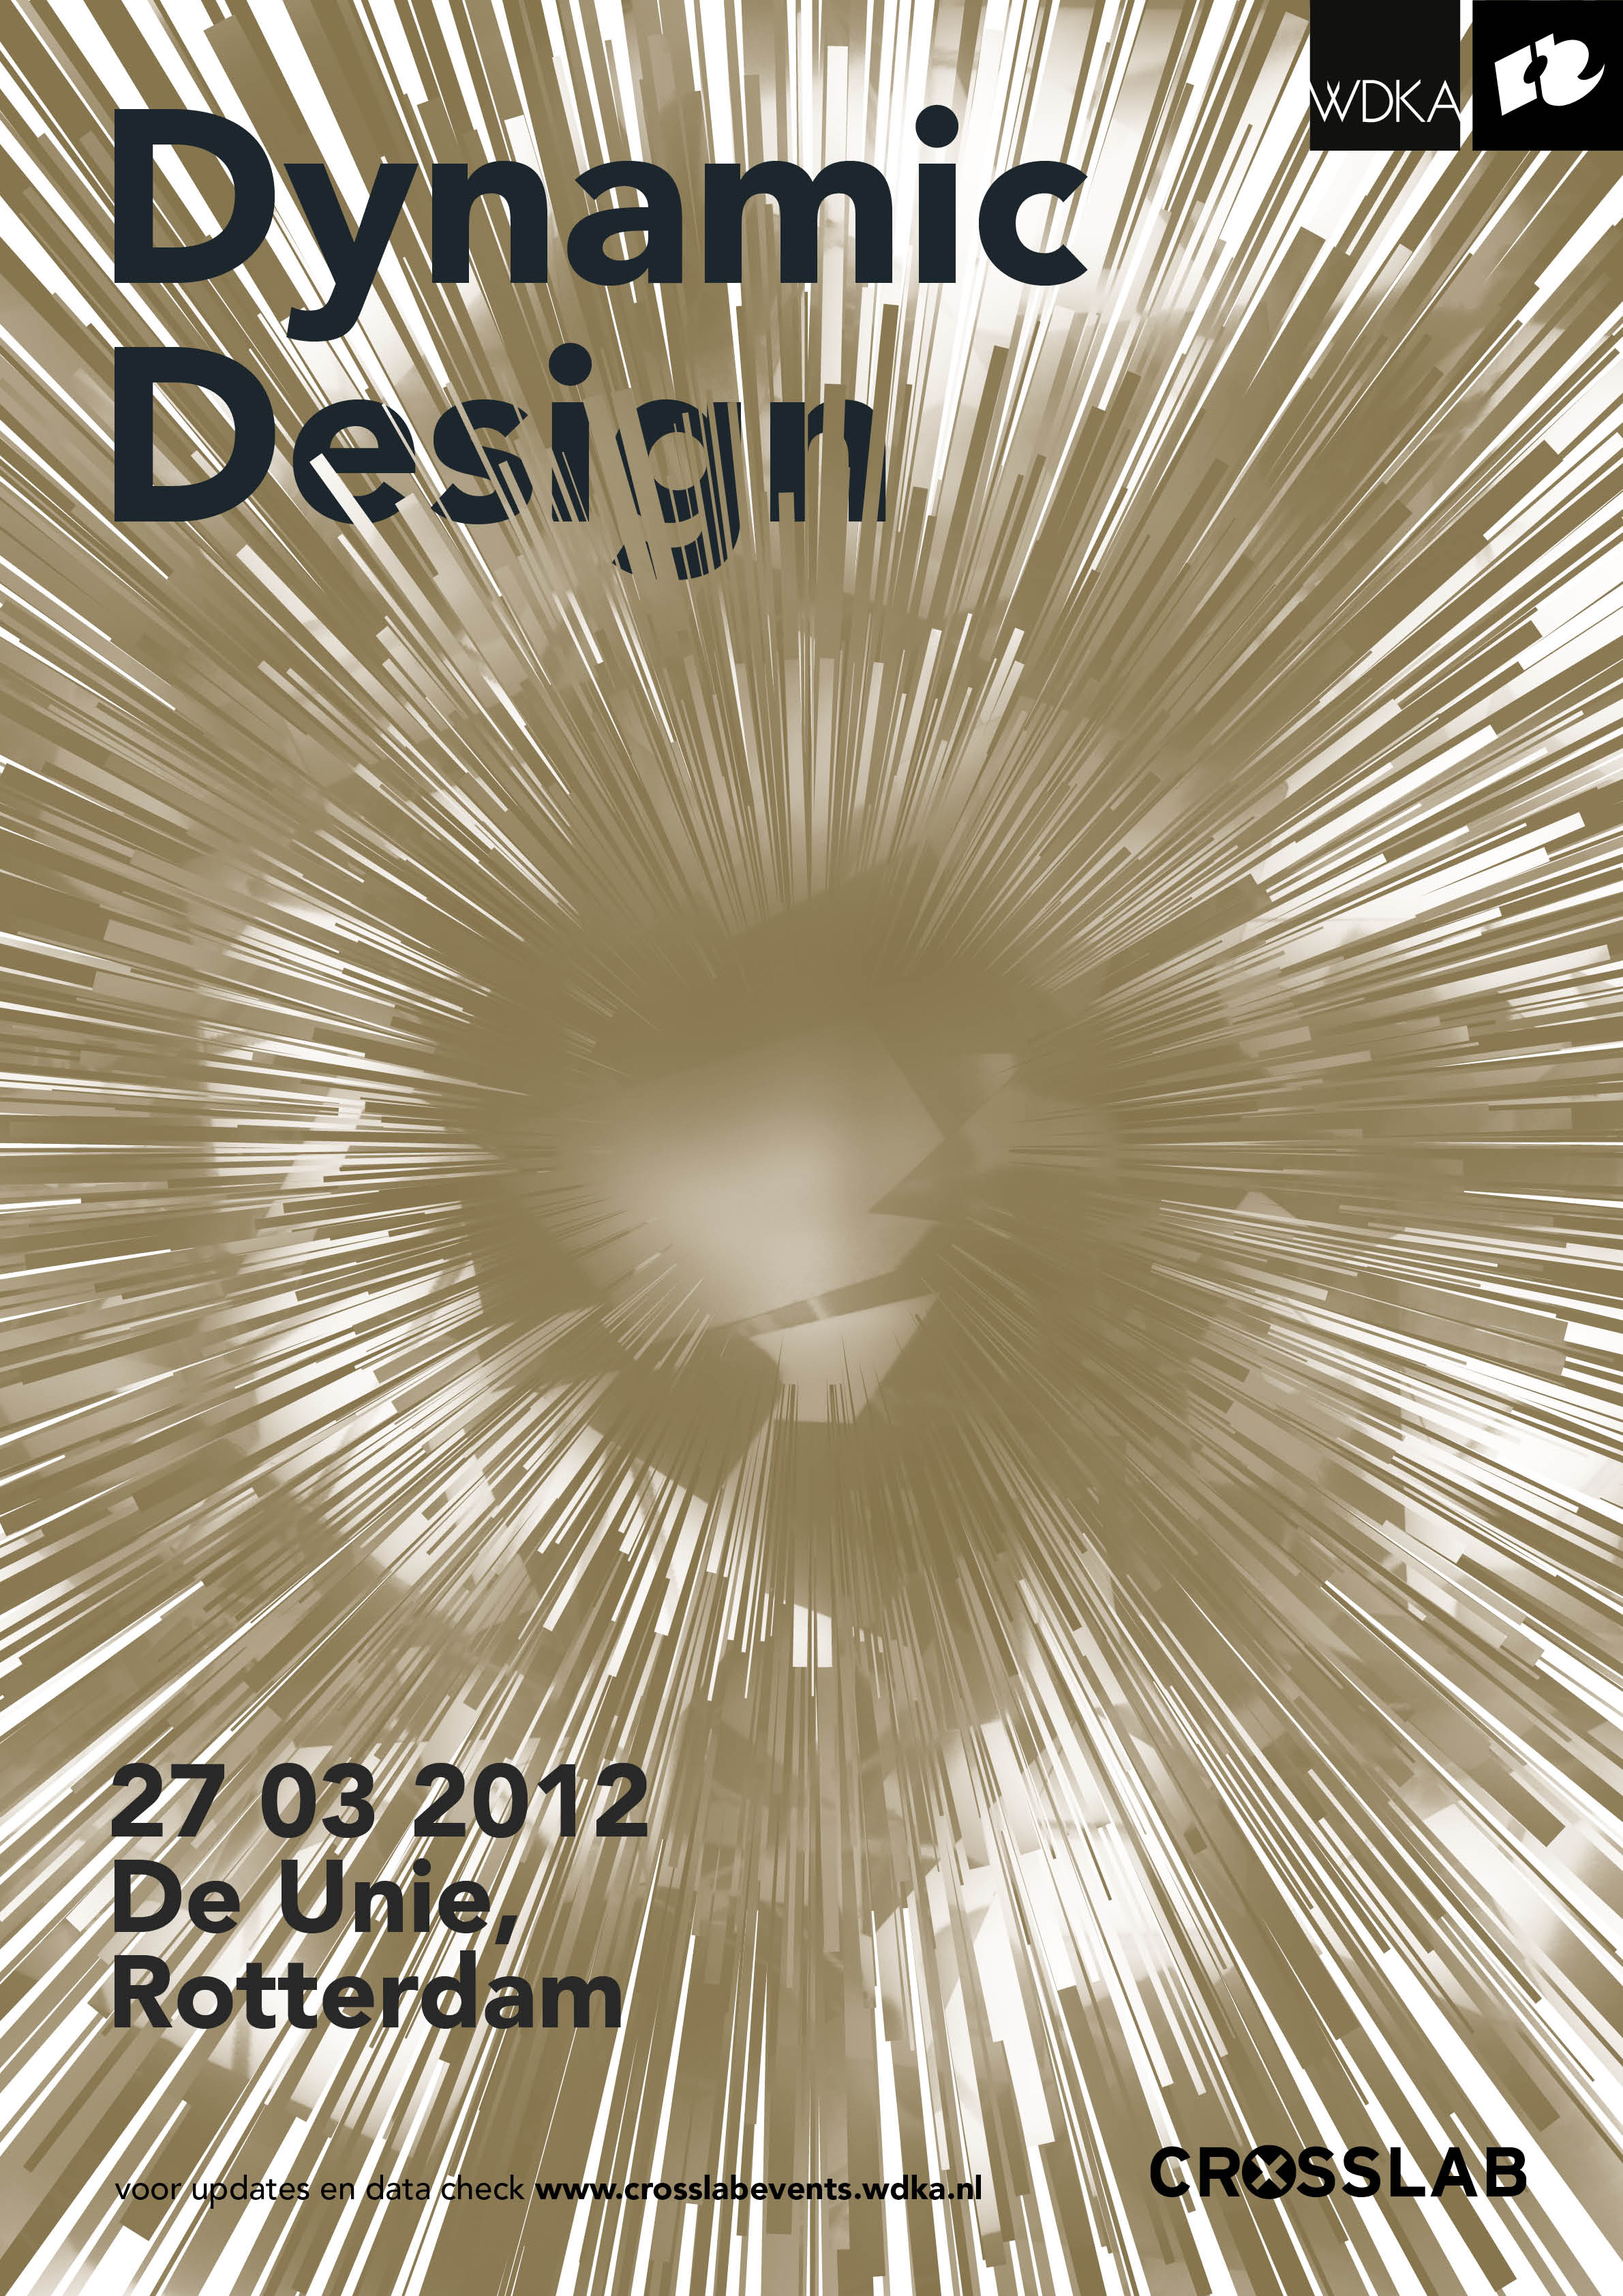 WDKA
Dynamic
Design
27 03 2012
De Unie,
Rotterdam
voor updates en data check www.crosslabevents.wdka.nl
CROSSLAB